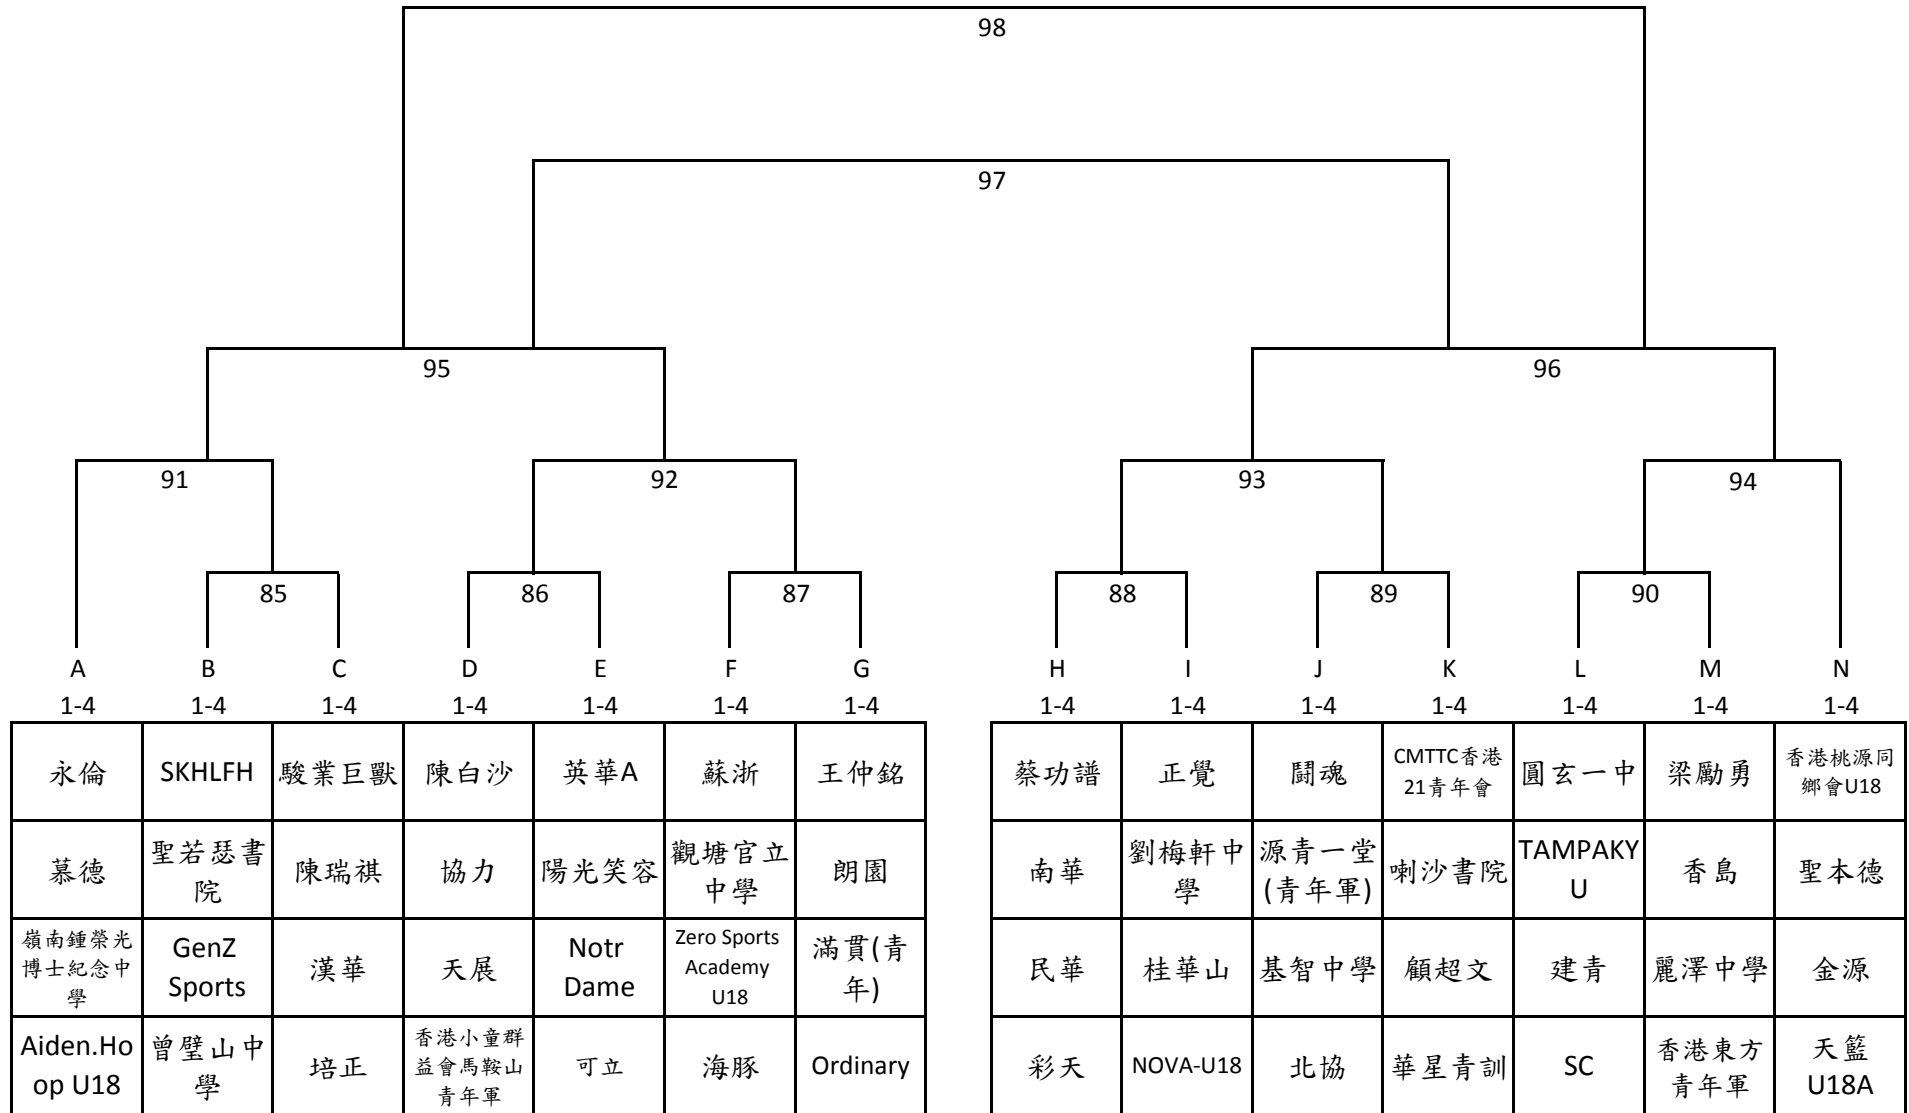 98
97
95
96
91
92
93
94
85
86
87
88
89
90
A B C D E F G H I J K L M N
1-4 1-4 1-4 1-4 1-4 1-4 1-4 1-4 1-4 1-4 1-4 1-4 1-4 1-4
永倫
SKHLFH
駿業巨獸
陳白沙
英華A
蘇浙
王仲銘
蔡功譜
正覺
鬪魂
CMTTC香港
21青年會
圓玄一中
梁勵勇
香港桃源同
鄉會U18
慕德
聖若瑟書
院
陳瑞祺
協力
陽光笑容
觀塘官立
中學
朗園
南華
劉梅軒中
學
源青一堂
(青年軍)
喇沙書院
TAMPAKY
U
香島
聖本德
嶺南鍾榮光
博士紀念中
學
GenZ
Sports
漢華
天展
Notr
Dame
Zero Sports
Academy
U18
滿貫(青
年)
民華
桂華山
基智中學
顧超文
建青
麗澤中學
金源
Aiden.Ho
op U18
曾璧山中
學
培正
香港小童群
益會馬鞍山
青年軍
可立
海豚
Ordinary
彩天
NOVA-U18
北協
華星青訓
SC
香港東方
青年軍
天籃
U18A